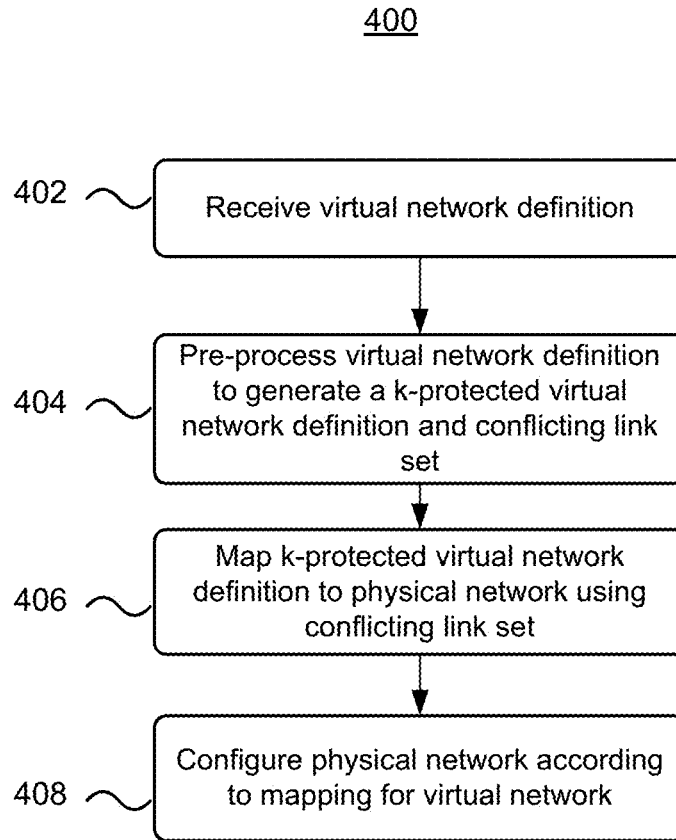 400
402
Receive virtual network definition
404
Pre-process virtual network definition
to generate a k-protected virtual
network definition and conflicting link
set
406
Map k-protected virtual network
definition to physical network using
conflicting link set
408
Configure physical network according
to mapping for virtual network